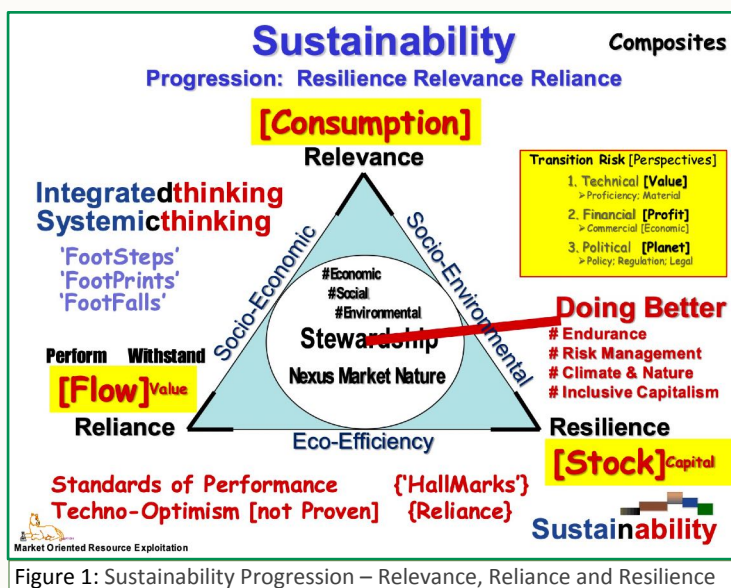 Sustainability
Composites
Progression: Resilience Relevance Reliance
[Consumption]
Relevance
Transition Risk [Perspectives]
1. Technical [Value]
➢Proficiency; Material
2. Financial [Profit]
➢Commercial [Economic]
3. Political [Planet]
➢Policy; Regulation; Legal
Integratedthinking
Systemicthinking
'FootSteps'
'FootPrints'
'FootFalls'
Socio-Economic
Socio-Environmental
#Economic
#Social
#Environmental
Stewardship
Nexus Market Nature
Doing Better
# Endurance
# Risk Management
# Climate & Nature
# Inclusive Capitalism
Perform Withstand
[Flow]Value
Reliance
Eco-Efficiency
Resilience
[Stock]Capital
Standards of Performance {'HallMarks'}
Techno-Optimism [not Proven] {Reliance}
Sustainability
Market Oriented Resource Exploitation
Figure 1: Sustainability Progression – Relevance, Reliance and Resilience